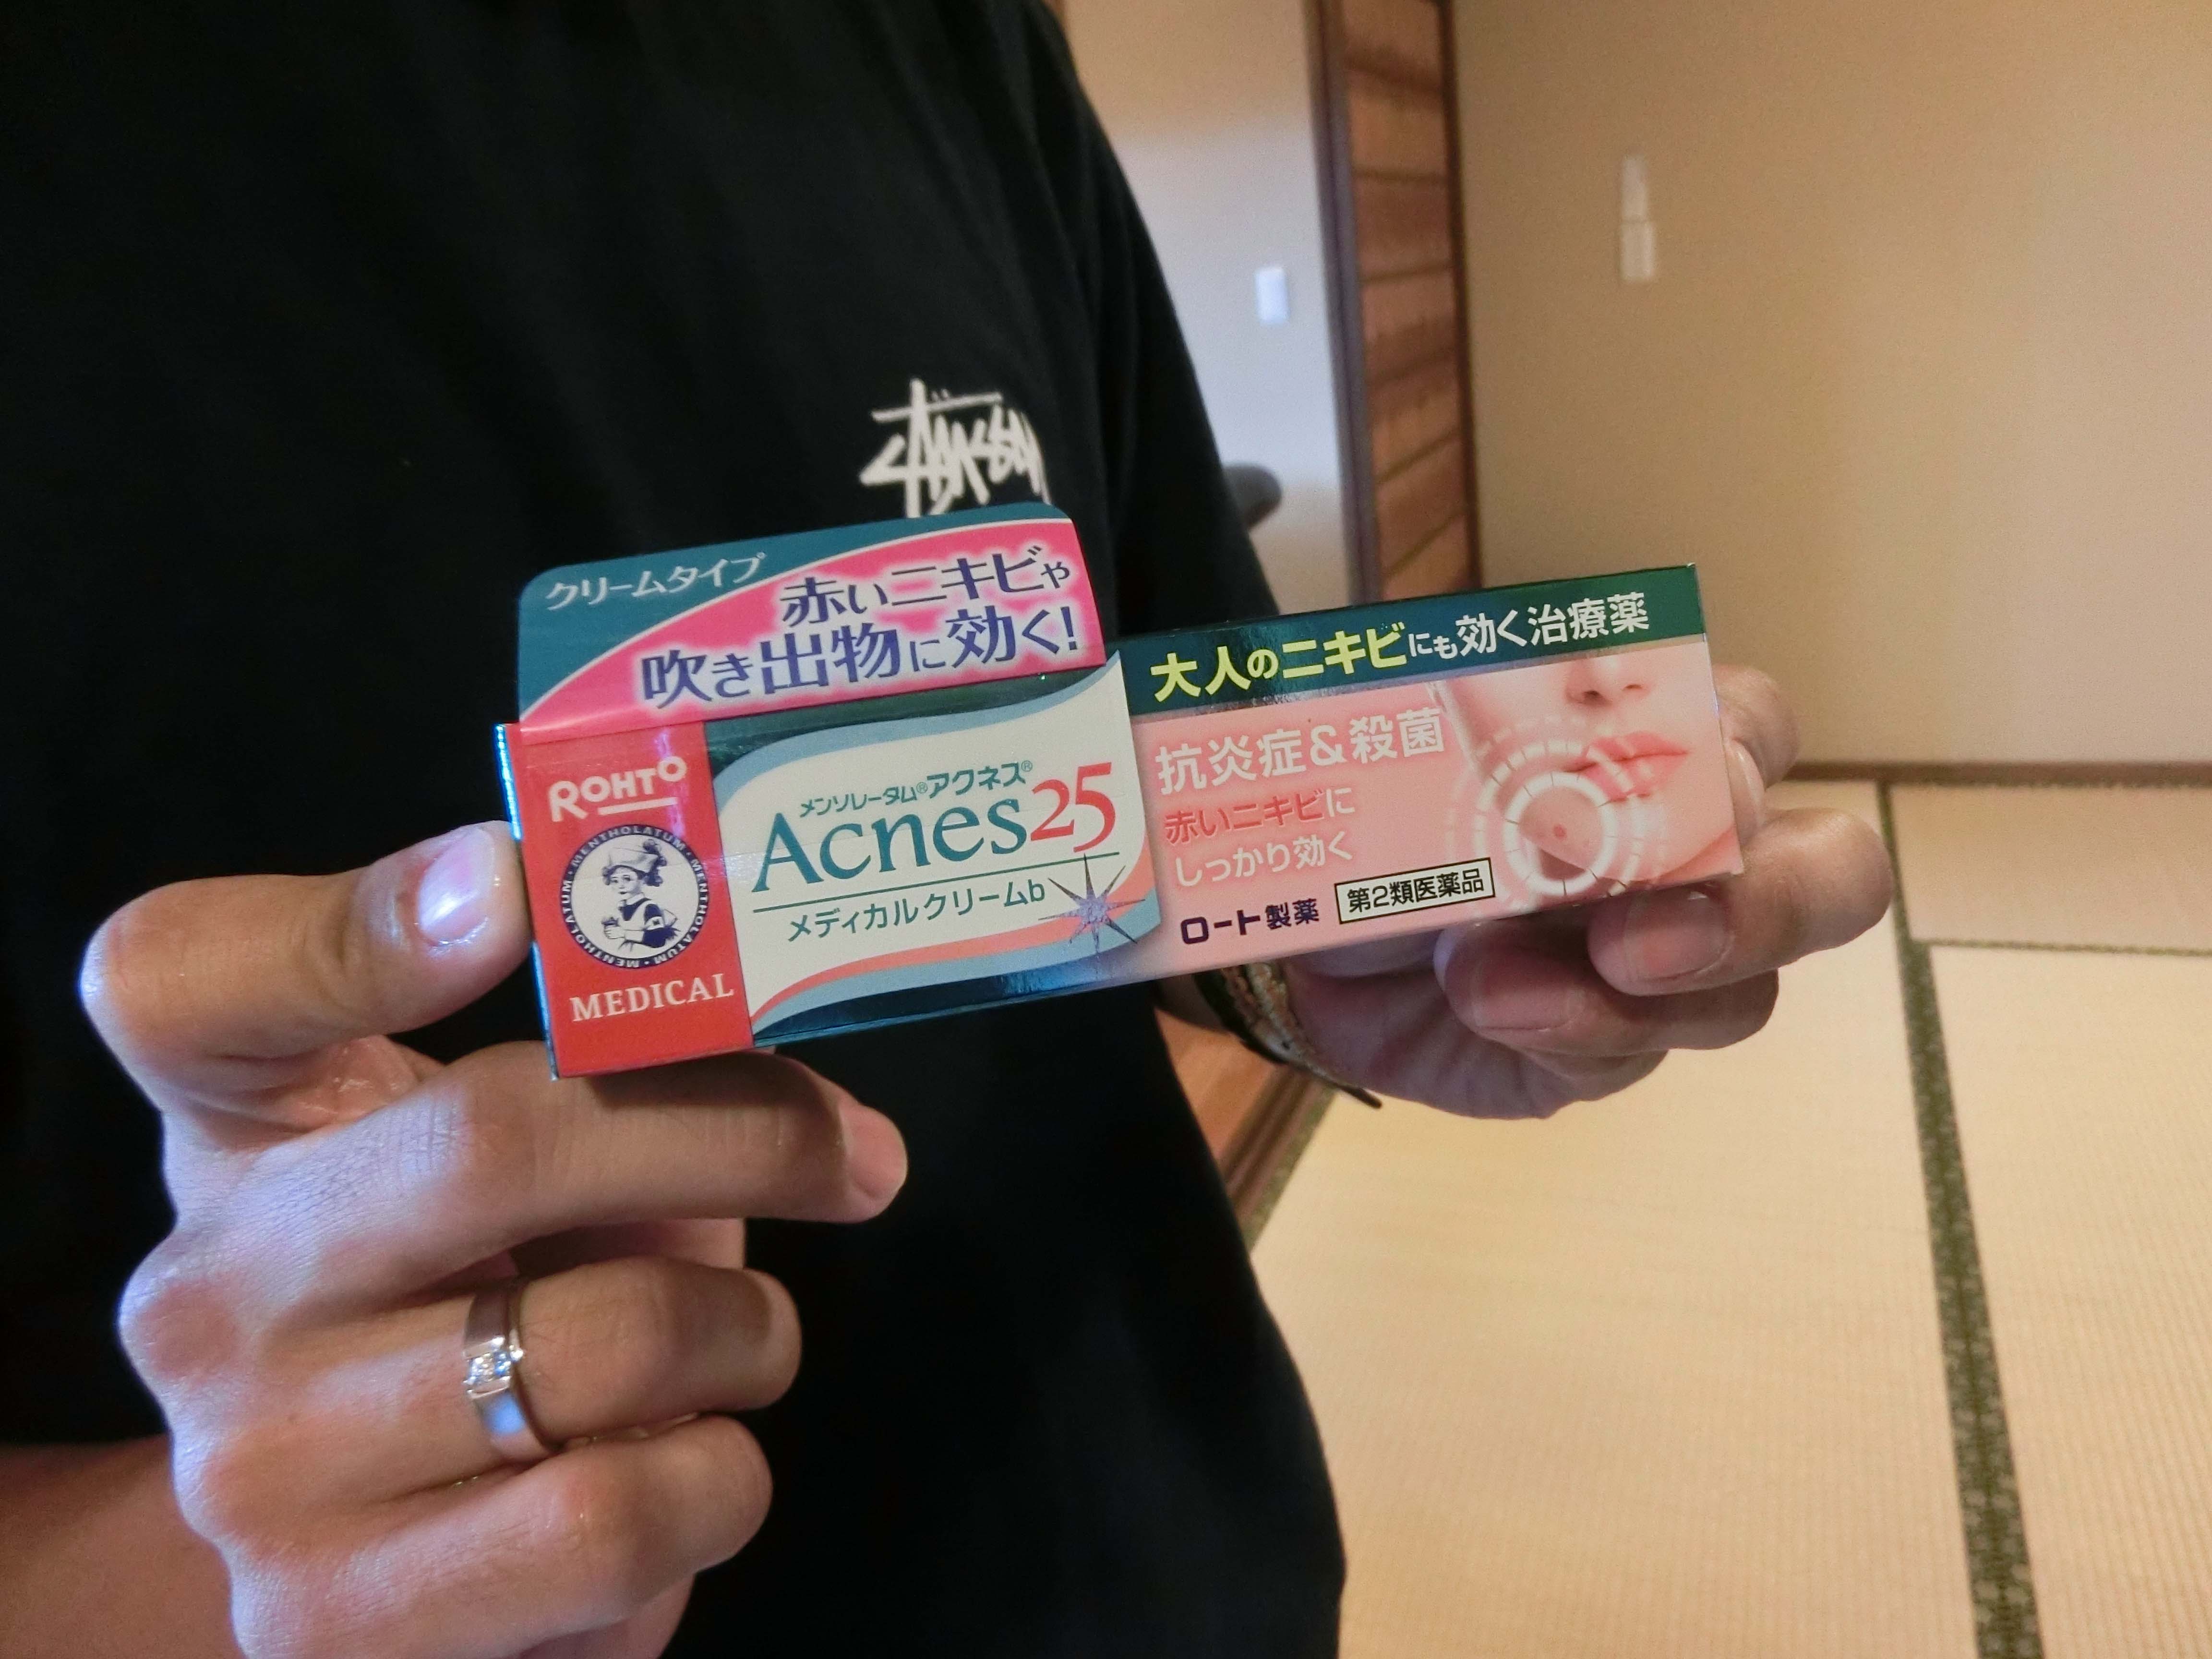 クリームタイプ
赤いニキビや
吹き出物に効く!
ROHTO
MENTHOLATUM・MENTHOLATUM・MENTHOLATUM
MEDICAL
メンソレータム®アクネス®
Acnes25
メディカルクリームb
大人のニキビにも効く治療薬
抗炎症&殺菌
赤いニキビに
しっかり効く
ロート製薬
第2類医薬品